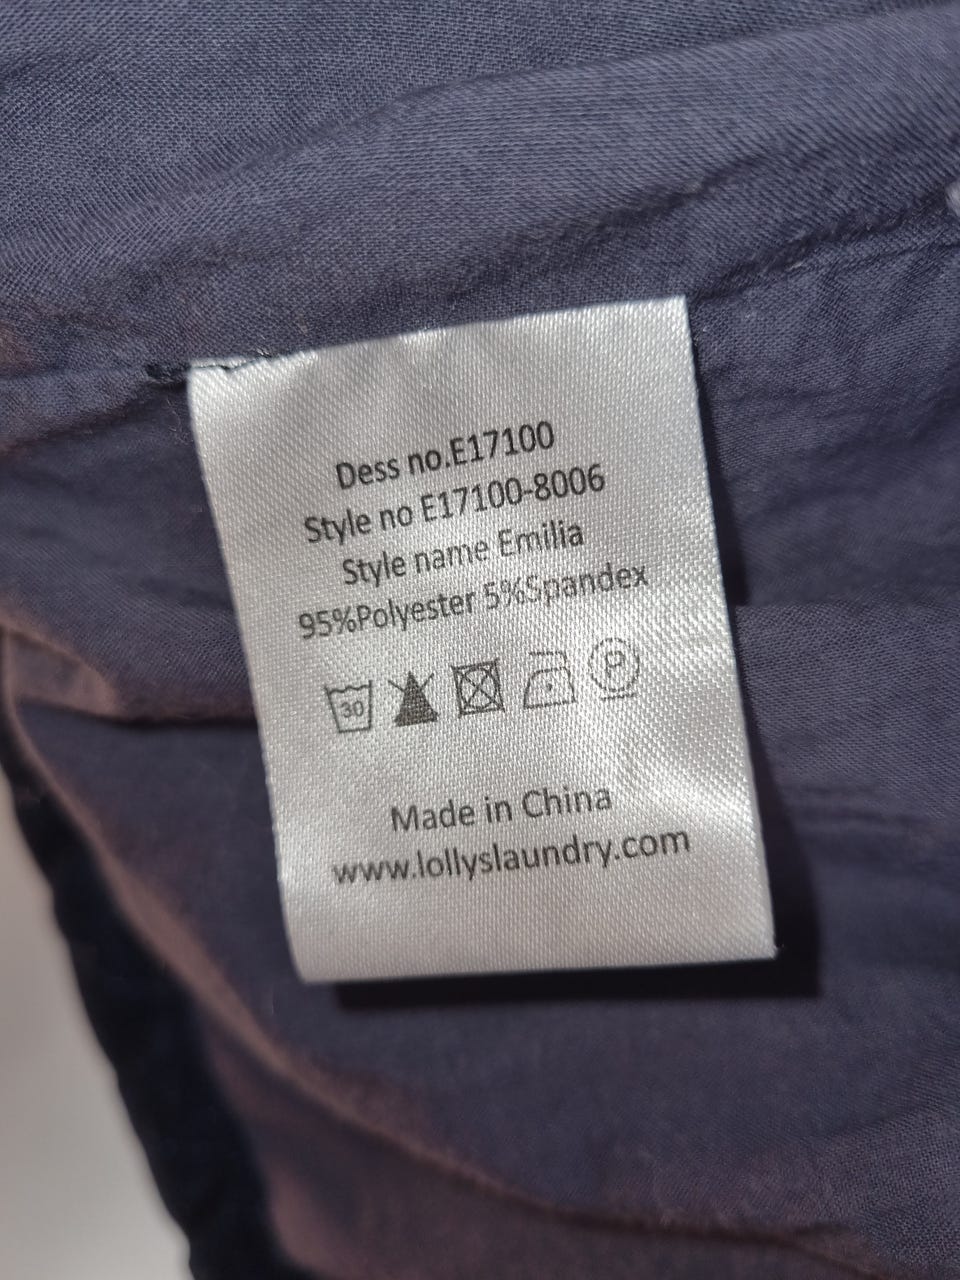 Dess no.E17100
Style no E17100-8006
Style name Emilia
95%Polyester 5%Spandex
30 P
Made in China
www.lollyslaundry.com